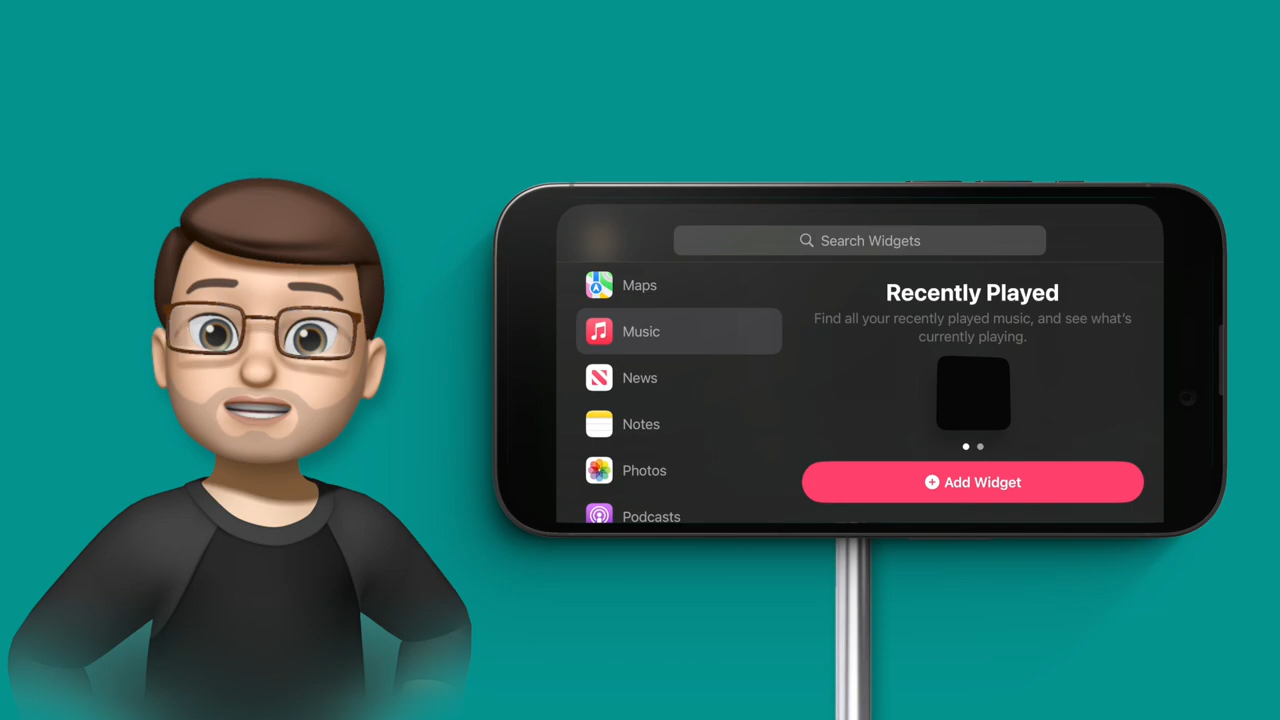 Search Widgets
Maps
Music
News
Notes
Photos
Podcasts
Recently Played
Find all your recently played music, and see what's
currently playing.
Add Widget